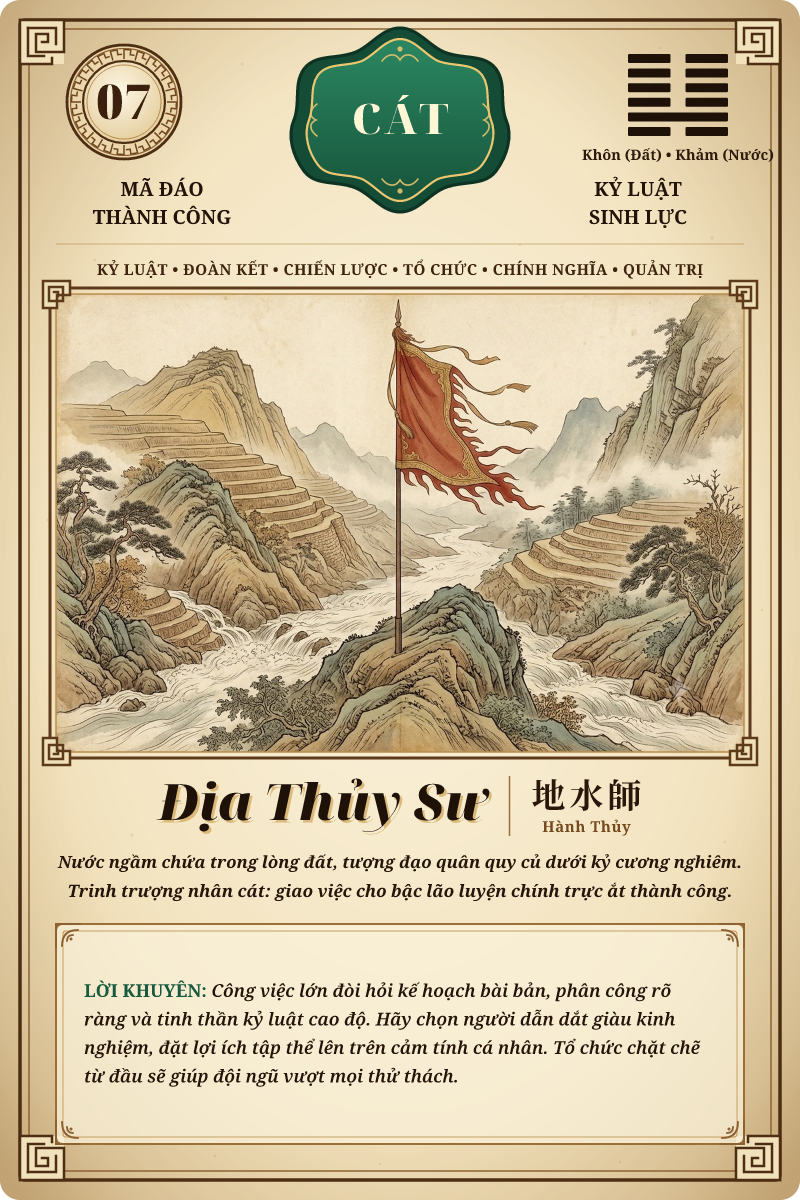 07
CÁT
Khôn (Đất) • Khảm (Nước)
MÃ ĐÁO
THÀNH CÔNG
KỶ LUẬT
SINH LỰC
KỶ LUẬT • ĐOÀN KẾT • CHIẾN LƯỢC • TỔ CHỨC • CHÍNH NGHĨA • QUẢN TRỊ
Địa Thủy Sư
地水師
Hành Thủy
Nước ngầm chứa trong lòng đất, tượng đạo quân quy củ dưới kỷ cương nghiêm.
Trinh trượng nhân cát: giao việc cho bậc lão luyện chính trực ắt thành công.
LỜI KHUYÊN: Công việc lớn đòi hỏi kế hoạch bài bản, phân công rõ
ràng và tinh thần kỷ luật cao độ. Hãy chọn người dẫn dắt giàu kinh
nghiệm, đặt lợi ích tập thể lên trên cảm tính cá nhân. Tổ chức chặt chẽ
từ đầu sẽ giúp đội ngũ vượt mọi thử thách.